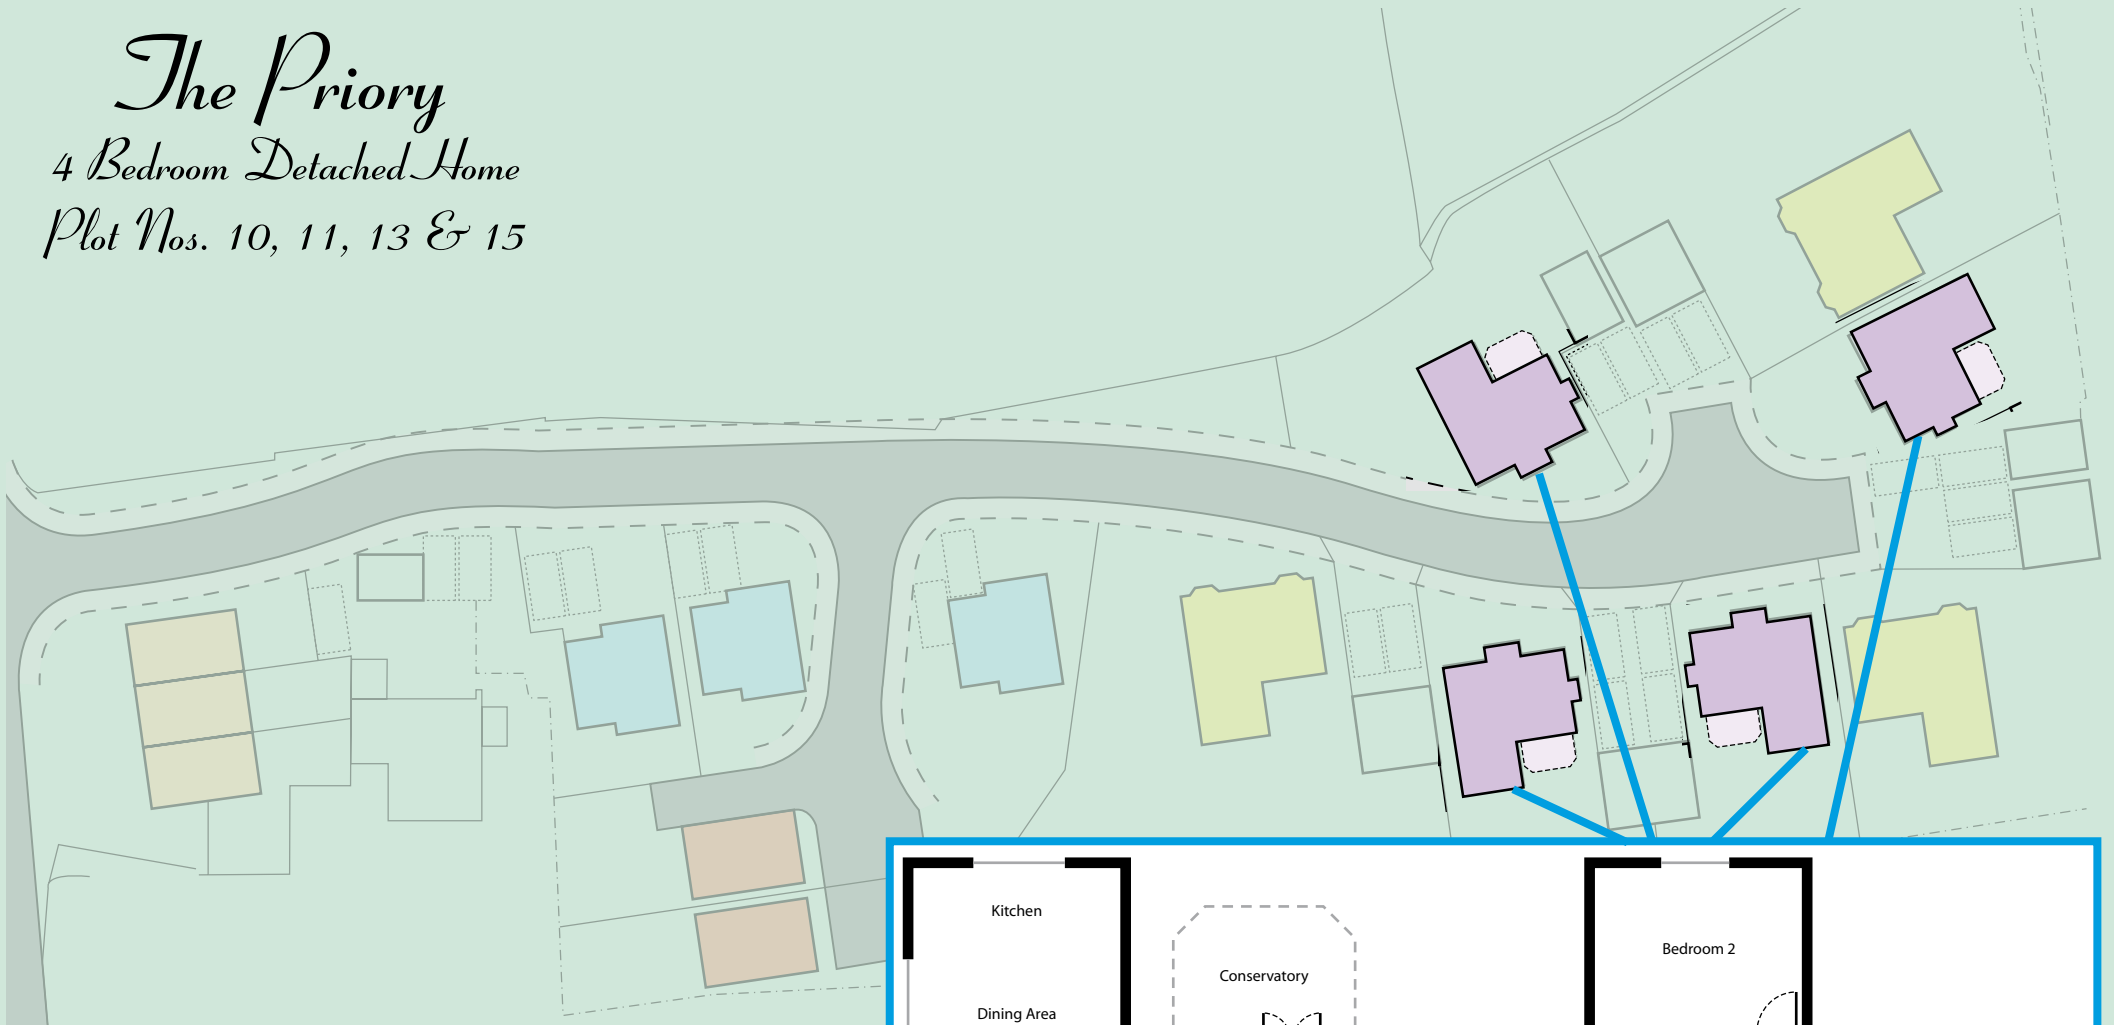 The Priory
4 Bedroom Detached Home
Plot Nos. 10, 11, 13 & 15
Kitchen
Bedroom 2
Conservatory
Dining Area